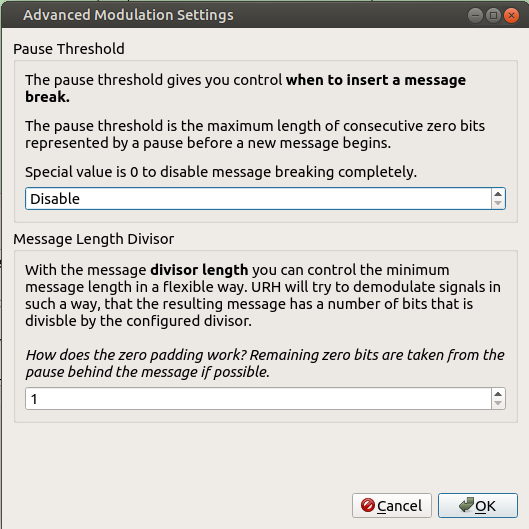 Advanced Modulation Settings
Pause Threshold
The pause threshold gives you control when to insert a message
break.
The pause threshold is the maximum length of consecutive zero bits
represented by a pause before a new message begins.
Special value is 0 to disable message breaking completely.
Disable
Message Length Divisor
With the message divisor length you can control the minimum
message length in a flexible way. URH will try to demodulate signals in
such a way, that the resulting message has a number of bits that is
divisble by the configured divisor.
How does the zero padding work? Remaining zero bits are taken from the
pause behind the message if possible.
1
Cancel
OK